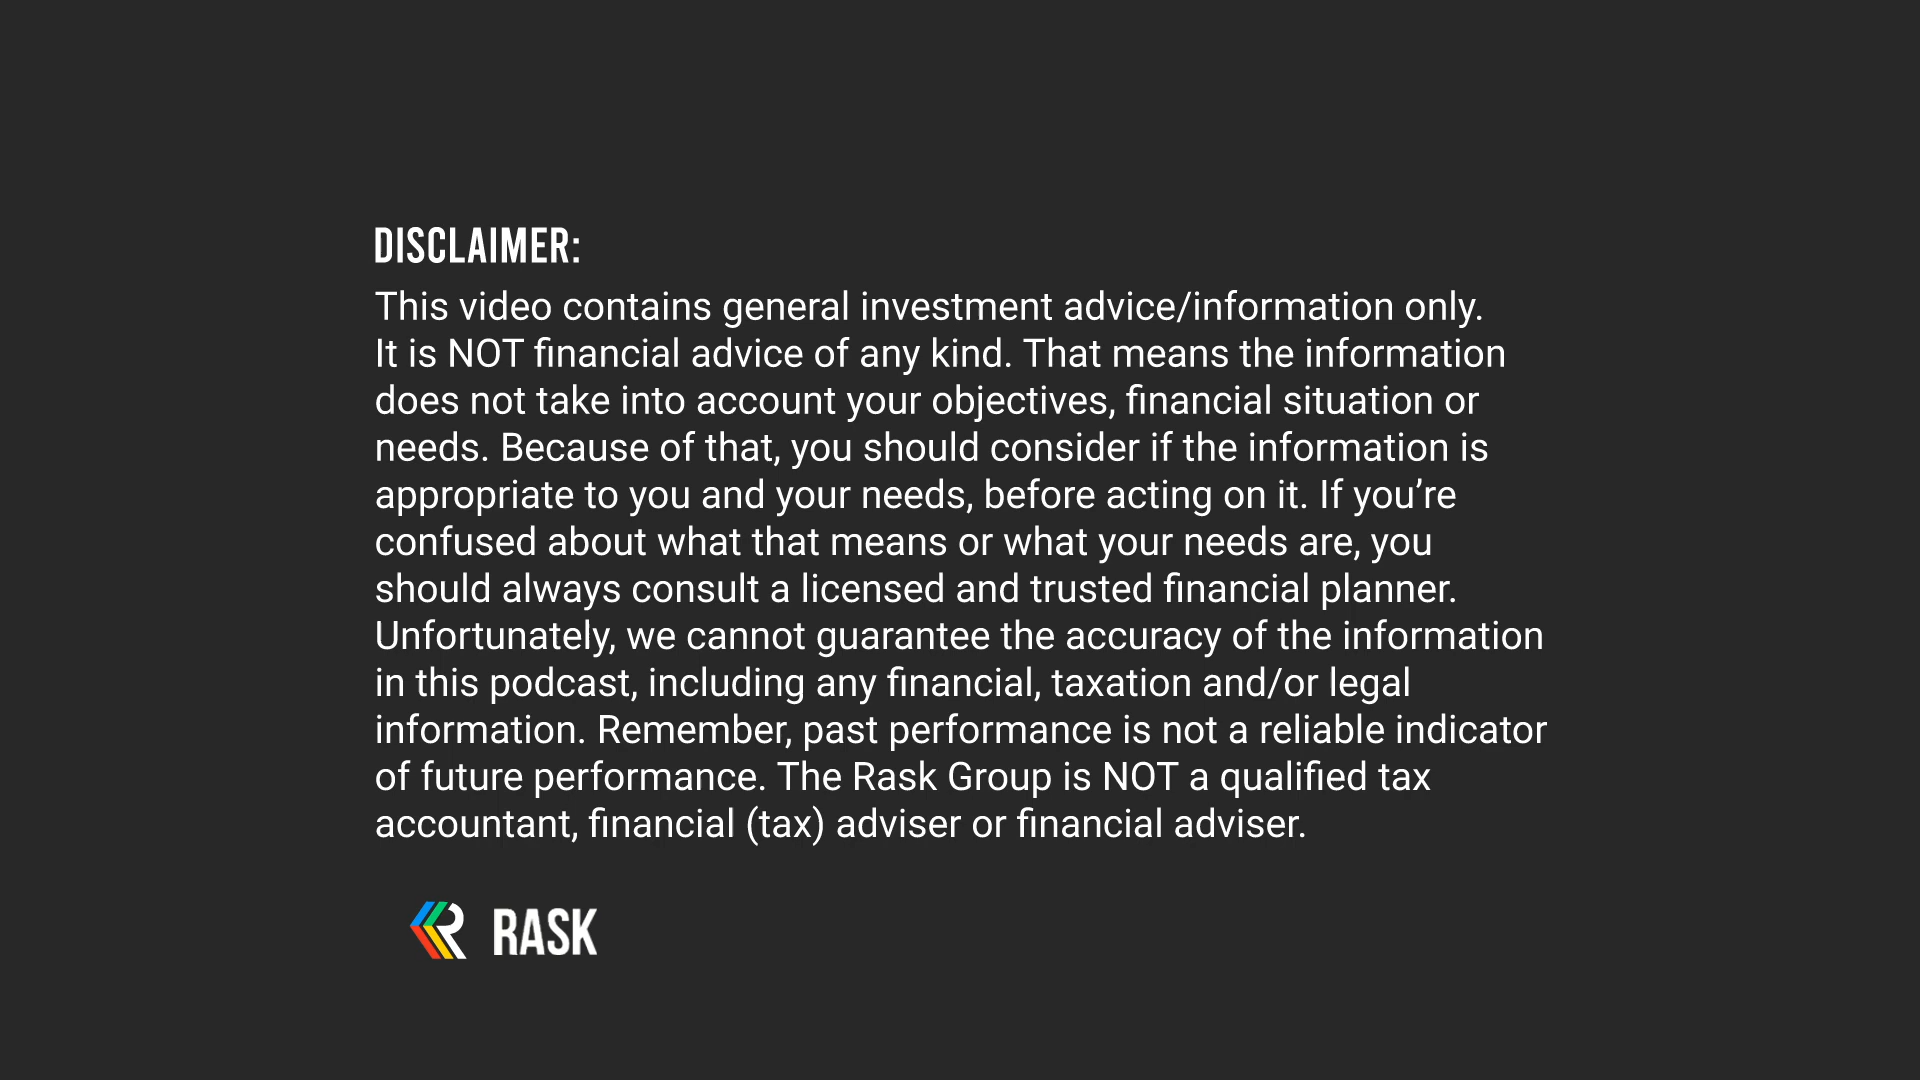 DISCLAIMER:
This video contains general investment advice/information only.
It is NOT financial advice of any kind. That means the information
does not take into account your objectives, financial situation or
needs. Because of that, you should consider if the information is
appropriate to you and your needs, before acting on it. If you’re
confused about what that means or what your needs are, you
should always consult a licensed and trusted financial planner.
Unfortunately, we cannot guarantee the accuracy of the information
in this podcast, including any financial, taxation and/or legal
information. Remember, past performance is not a reliable indicator
of future performance. The Rask Group is NOT a qualified tax
accountant, financial (tax) adviser or financial adviser.
RASK